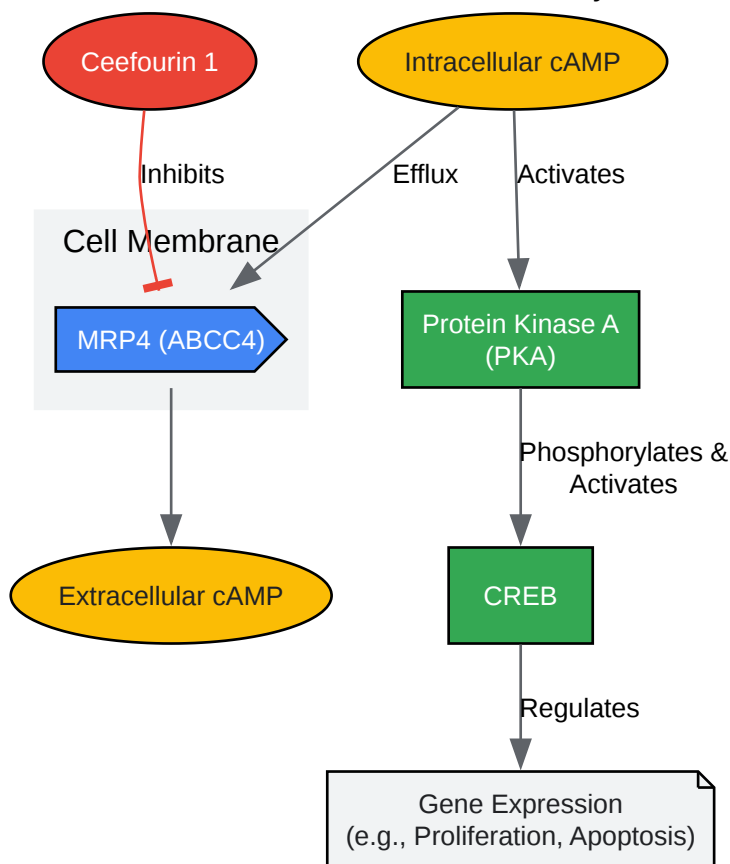 Ceefourin 1
Intracellular cAMP
Inhibits
Efflux
Activates
Cell Membrane
MRP4 (ABCC4)
Protein Kinase A
(PKA)
Phosphorylates &
Activates
Extracellular cAMP
CREB
Regulates
Gene Expression
(e.g., Proliferation, Apoptosis)